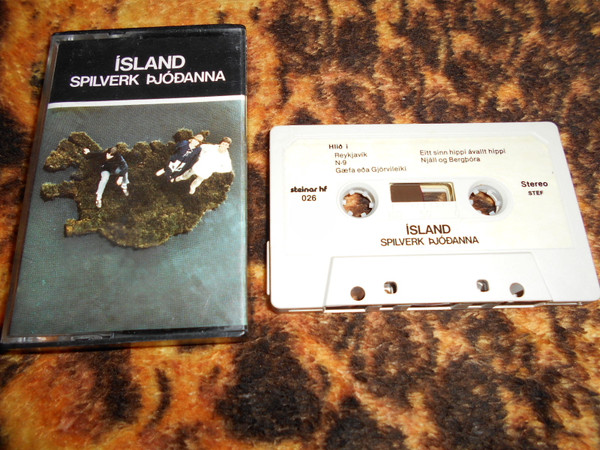 ÍSLAND
SPILVERK ÞJÓÐANNA
Hlið 1
Reykjavík
N-9
Gæfa eða Gjörvileiki
Eitt sinn hippi ávallt hippi
Njáll og Bergþóra
steinar hf
026
Stereo
STEF
ÍSLAND
SPILVERK ÞJÓÐANNA